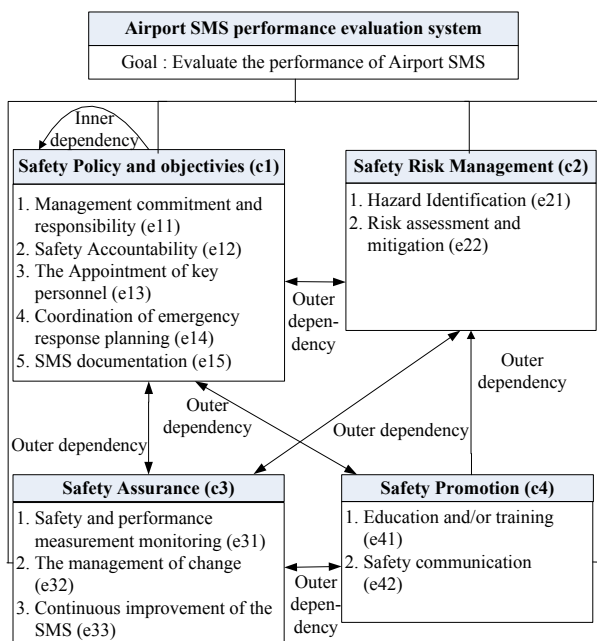 Airport SMS performance evaluation system
Goal : Evaluate the performance of Airport SMS
Inner
dependency
Safety Policy and objectivies (c1)
1. Management commitment and
responsibility (e11)
2. Safety Accountability (e12)
3. The Appointment of key
personnel (e13)
4. Coordination of emergency
response planning (e14)
5. SMS documentation (e15)
Safety Risk Management (c2)
1. Hazard Identification (e21)
2. Risk assessment and
mitigation (e22)
Outer
depen-
dency
Outer
dependency
Outer
dependency
Outer dependency
Outer dependency
Safety Assurance (c3)
1. Safety and performance
measurement monitoring (e31)
2. The management of change
(e32)
3. Continuous improvement of the
SMS (e33)
Outer
depen-
dency
Safety Promotion (c4)
1. Education and/or training
(e41)
2. Safety communication
(e42)